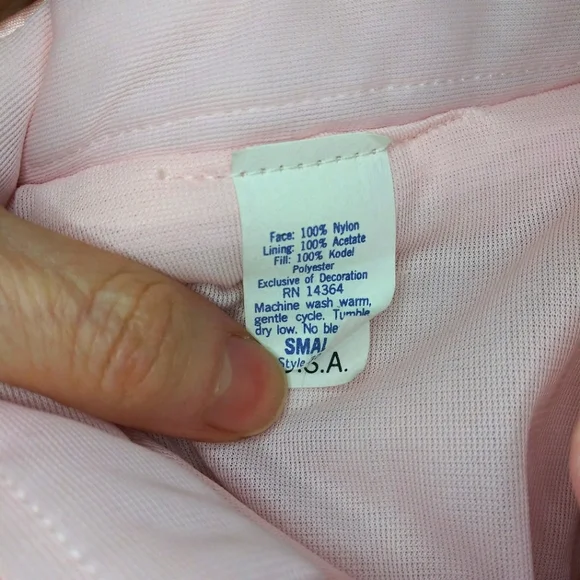 Face: 100% Nylon
Lining: 100% Acetate
Fill: 100% Kodel
Polyester
Exclusive of Decoration
RN 14364
Machine wash warm,
gentle cycle. Tumble
dry low. No
Style
S.A.